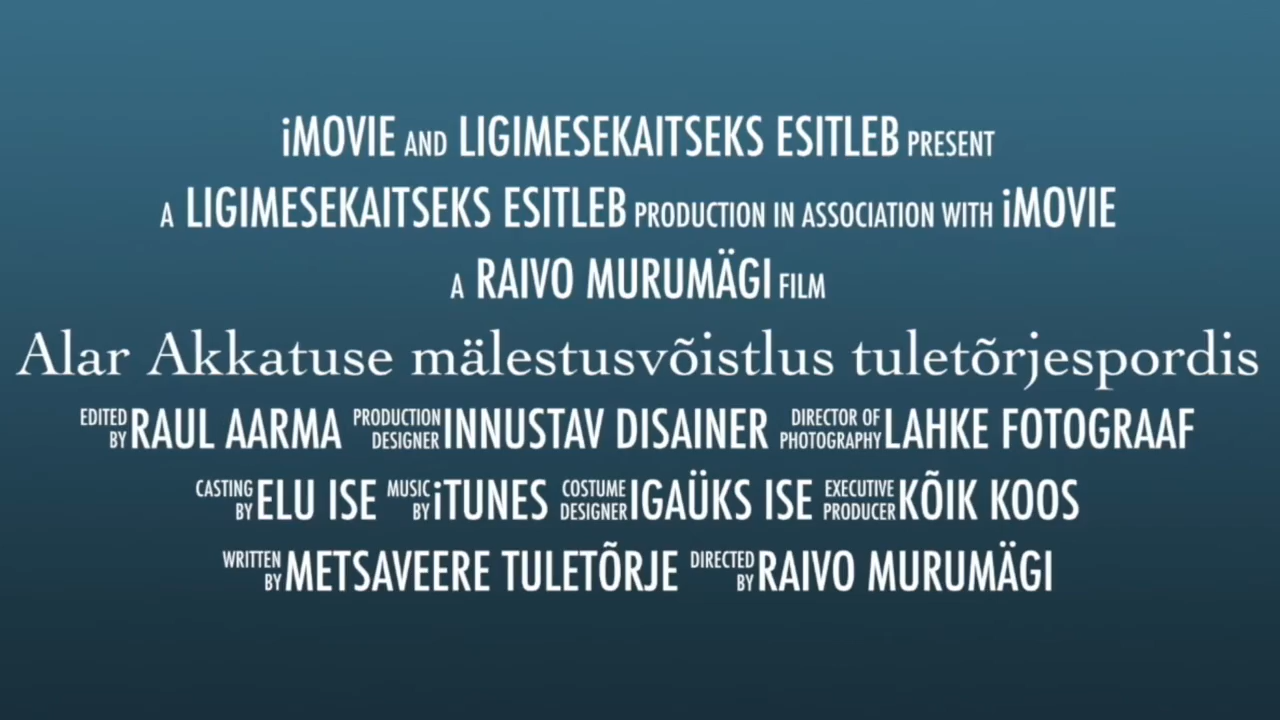 iMOVIE AND LIGIMESEKAITSEKS ESITLEB PRESENT
A LIGIMESEKAITSEKS ESITLEB PRODUCTION IN ASSOCIATION WITH iMOVIE
A RAIVO MURUMÄGI FILM
Alar Akkatuse mälestusvõistlus tuletõrjespordis
EDITED BY RAUL AARMA PRODUCTION DESIGNER INNUSTAV DISAINER DIRECTOR OF PHOTOGRAPHY LAHKE FOTOGRAAF
CASTING BY ELU ISE MUSIC BY iTUNES COSTUME DESIGNER IGAÜKS ISE EXECUTIVE PRODUCER KÕIK KOOS
WRITTEN BY METSAVEERE TULETÕRJE DIRECTED BY RAIVO MURUMÄGI